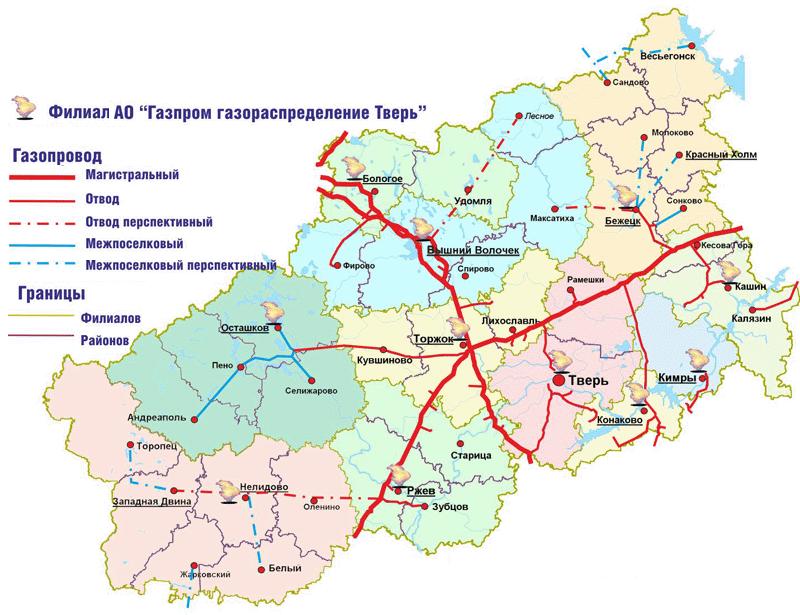 Филиал АО “Газпром газораспределение Тверь”
Газопровод
Магистральный
Отвод
Отвод перспективный
Межпоселковый
Межпоселковый перспективный
Границы
Филиалов
Районов
Весьегонск
Сандово
Лесное
Молоково
Красный Холм
Бологое
Удомля
Максатиха
Бежецк
Сонково
Вышний Волочек
Кесова Гора
Фирово
Спирово
Рамешки
Кашин
Калязин
Осташков
Лихославль
Торжок
Кувшиново
Пено
Тверь
Кимры
Селижарово
Андреаполь
Конаково
Торопец
Старица
Западная Двина
Нелидово
Ржев
Оленино
Зубцов
Жарковский
Белый